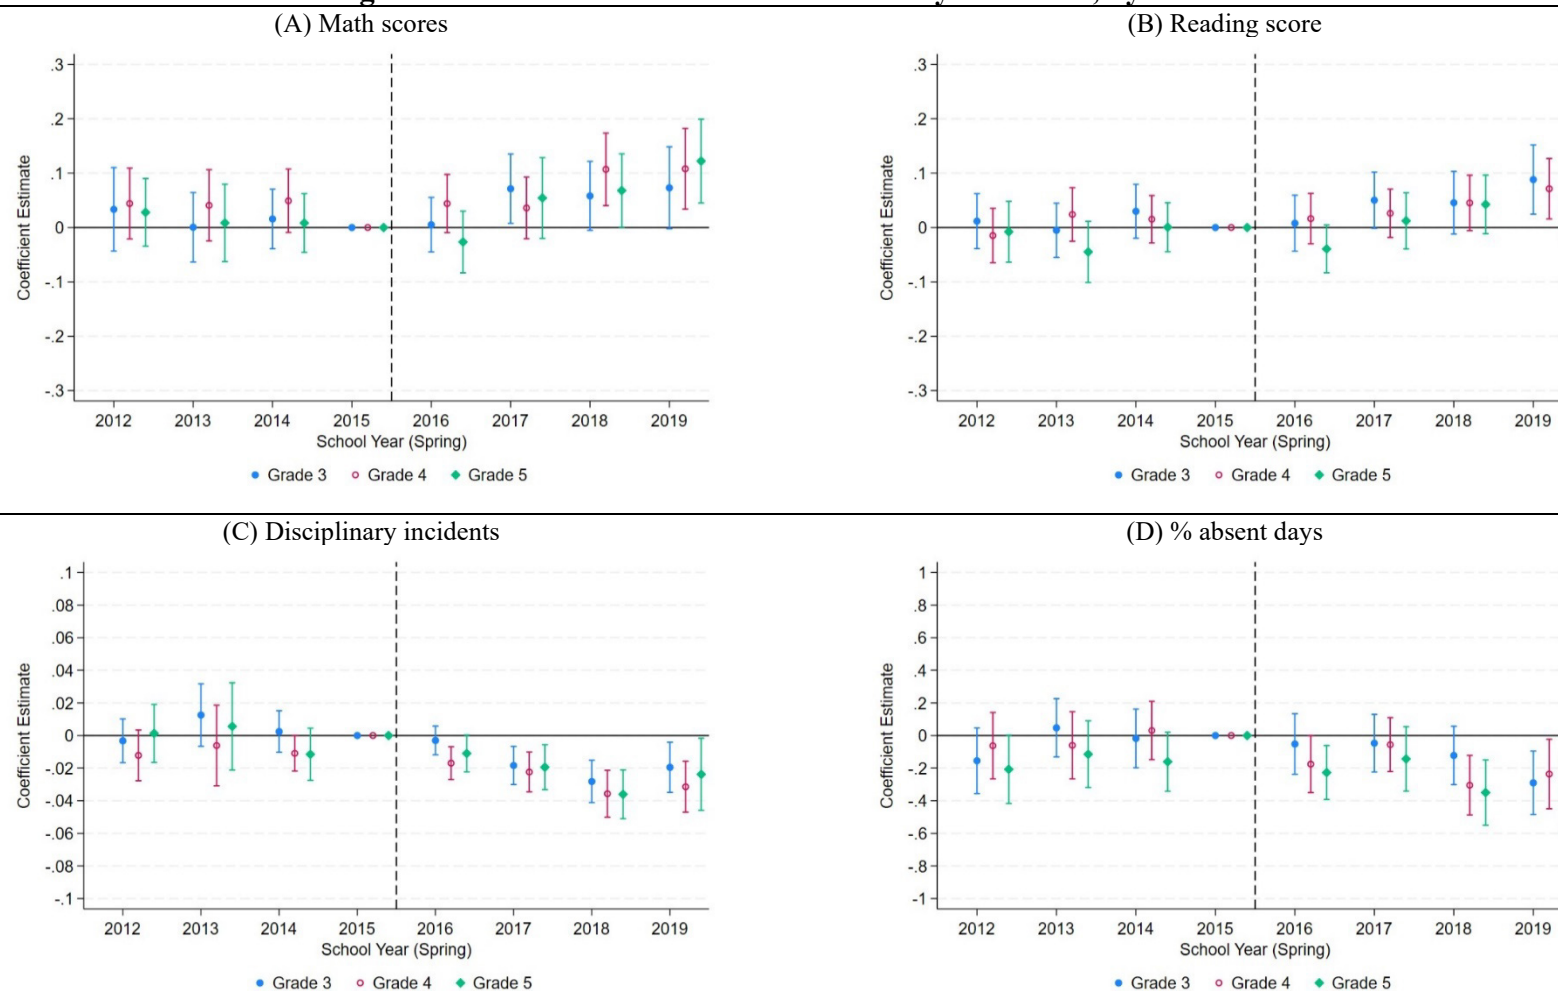 (A) Math scores
(B) Reading score
.3
.2
.1
0
-.1
-.2
-.3
Coefficient Estimate
2012 2013 2014 2015 2016 2017 2018 2019
School Year (Spring)
Grade 3 Grade 4 Grade 5
.3
.2
.1
0
-.1
-.2
-.3
Coefficient Estimate
2012 2013 2014 2015 2016 2017 2018 2019
School Year (Spring)
Grade 3 Grade 4 Grade 5
(C) Disciplinary incidents
(D) % absent days
.1
.08
.06
.04
.02
0
-.02
-.04
-.06
-.08
-.1
Coefficient Estimate
2012 2013 2014 2015 2016 2017 2018 2019
School Year (Spring)
Grade 3 Grade 4 Grade 5
1
.8
.6
.4
.2
0
-.2
-.4
-.6
-.8
-1
Coefficient Estimate
2012 2013 2014 2015 2016 2017 2018 2019
School Year (Spring)
Grade 3 Grade 4 Grade 5